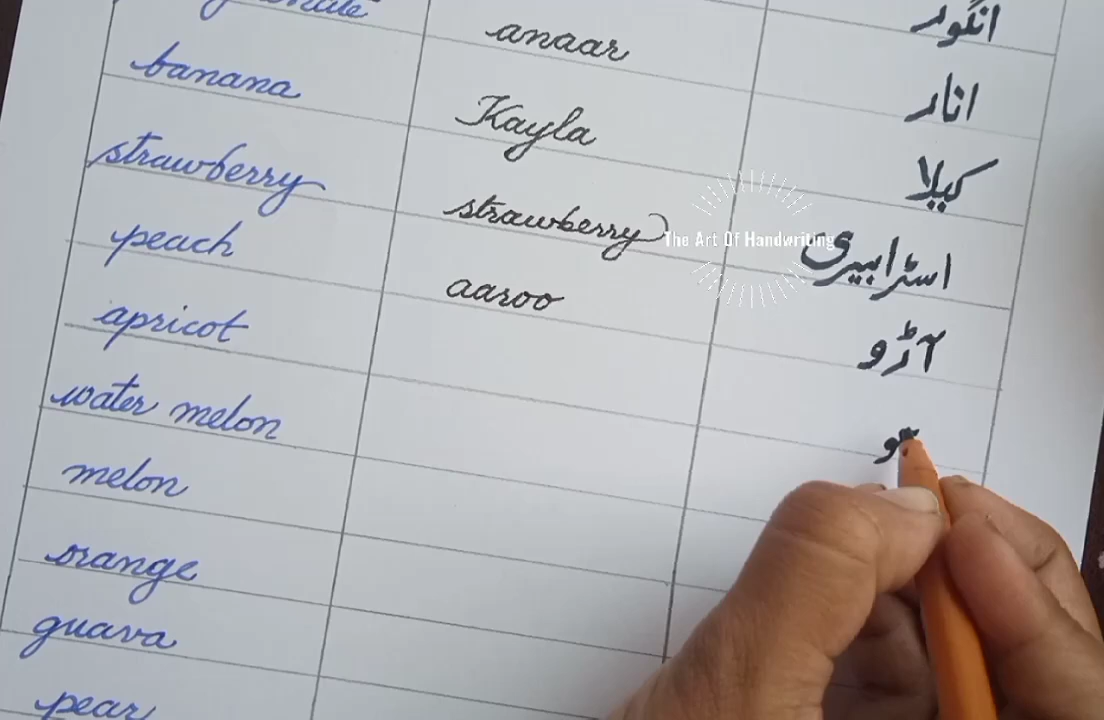 انگور
anaar انار
banana Kayla کیلا
strawberry strawberry اسٹرابیری
The Art Of Handwriting
peach aaroo آڑو
apricot
water melon
melon
orange
guava
pear